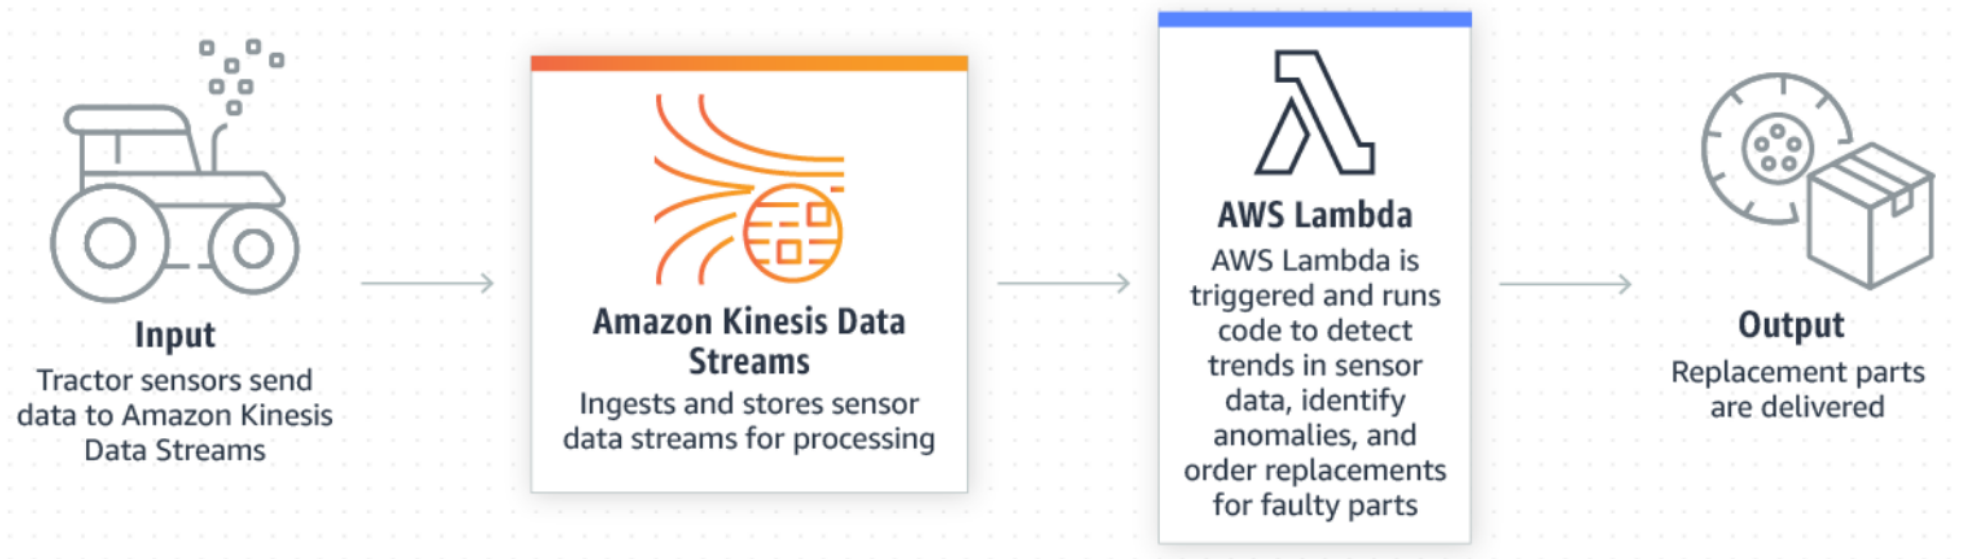 Input
Tractor sensors send
data to Amazon Kinesis
Data Streams
Amazon Kinesis Data
Streams
Ingests and stores sensor
data streams for processing
AWS Lambda
AWS Lambda is
triggered and runs
code to detect
trends in sensor
data, identify
anomalies, and
order replacements
for faulty parts
Output
Replacement parts
are delivered